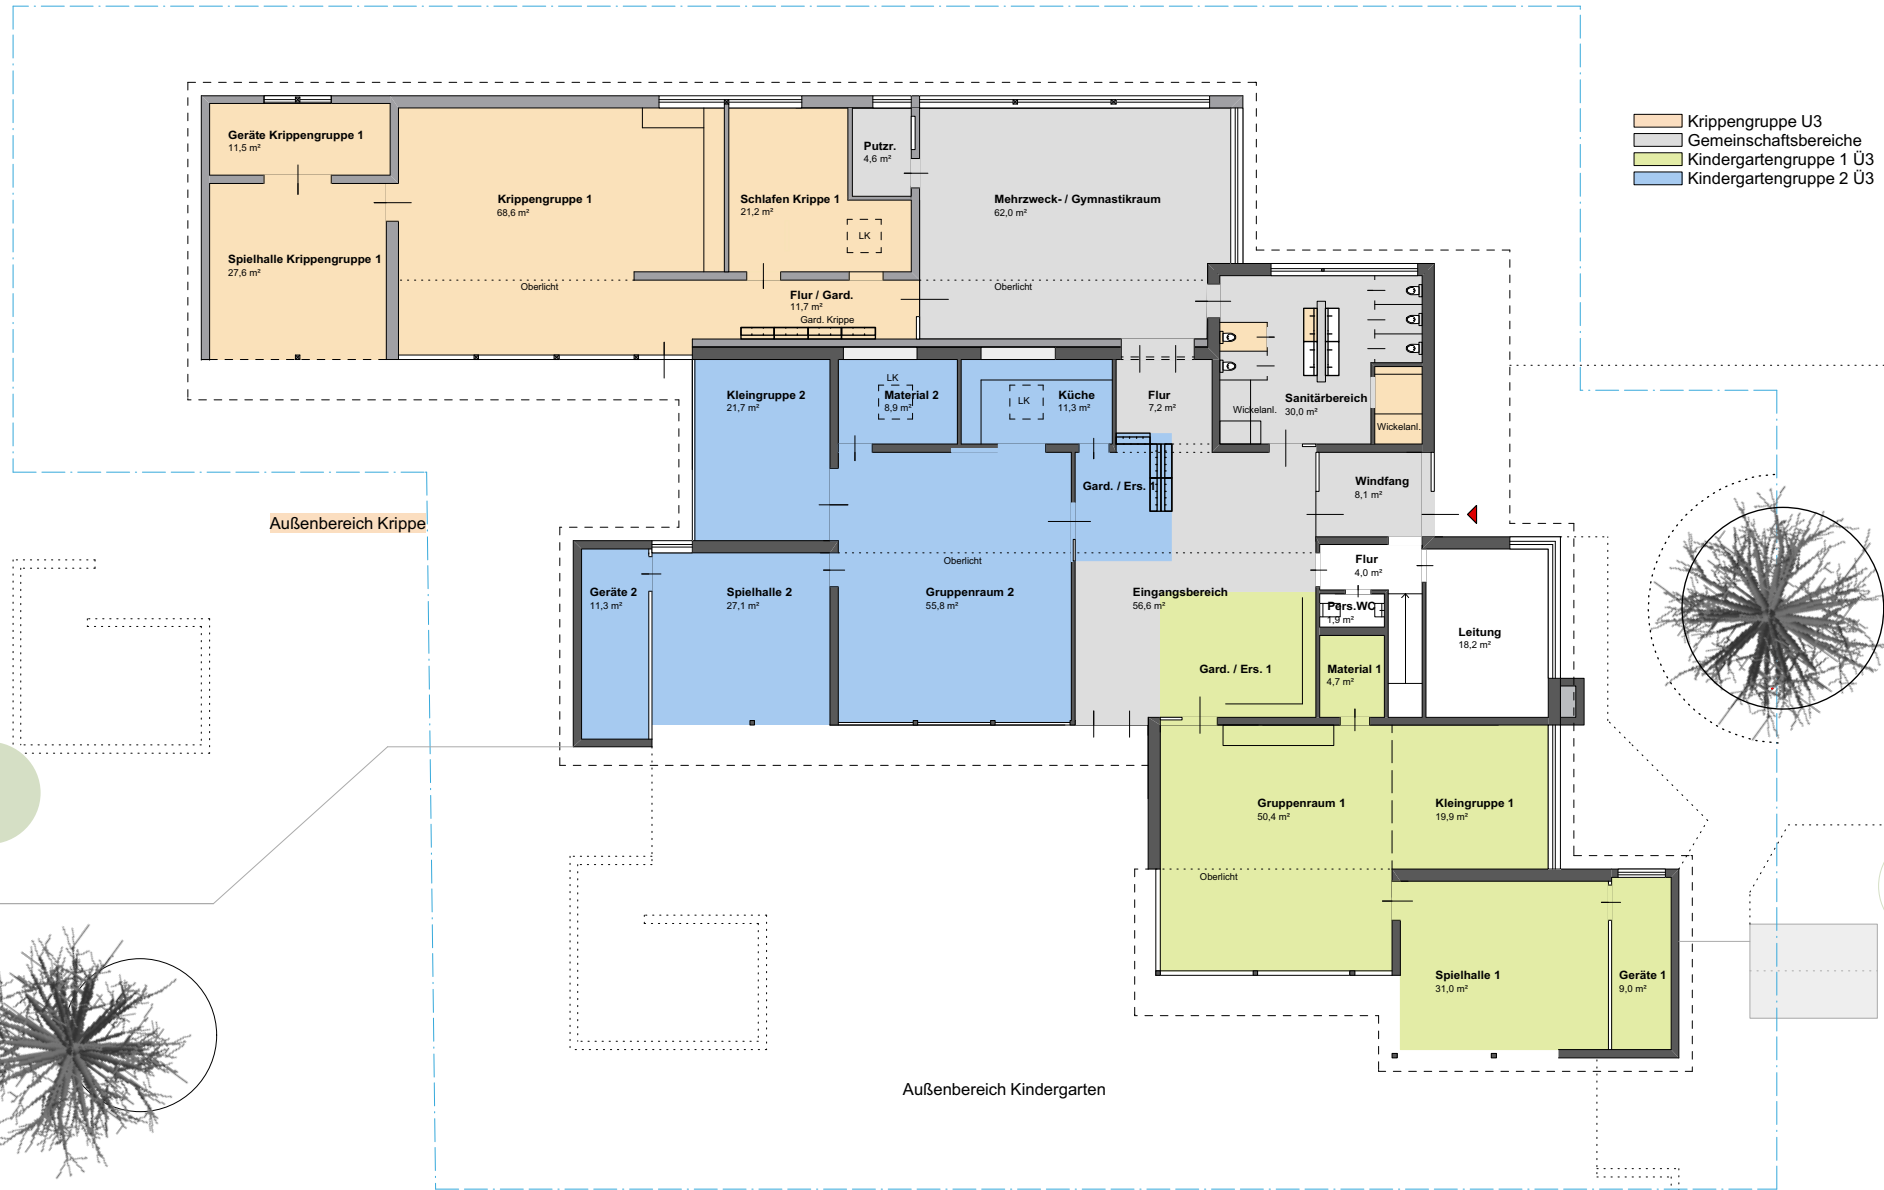 Krippengruppe U3
Gemeinschaftsbereiche
Kindergartengruppe 1 Ü3
Kindergartengruppe 2 Ü3
Geräte Krippengruppe 1
11,5 m²
Krippengruppe 1
68,6 m²
Spielhalle Krippengruppe 1
27,6 m²
Schlafen Krippe 1
21,2 m²
LK
Putzr.
4,6 m²
Mehrzweck- / Gymnastikraum
62,0 m²
Oberlicht
Flur / Gard.
11,7 m²
Gard. Krippe
Oberlicht
Kleingruppe 2
21,7 m²
LK
Material 2
8,9 m²
LK
Küche
11,3 m²
Flur
7,2 m²
Wickelanl.
Sanitärbereich
30,0 m²
Wickelanl.
Gard. / Ers. 1
Windfang
8,1 m²
Außenbereich Krippe
Oberlicht
Flur
4,0 m²
Geräte 2
11,3 m²
Spielhalle 2
27,1 m²
Gruppenraum 2
55,8 m²
Eingangsbereich
56,6 m²
Pers.WC
1,9 m²
Leitung
18,2 m²
Gard. / Ers. 1
Material 1
4,7 m²
Gruppenraum 1
50,4 m²
Kleingruppe 1
19,9 m²
Oberlicht
Spielhalle 1
31,0 m²
Geräte 1
9,0 m²
Außenbereich Kindergarten